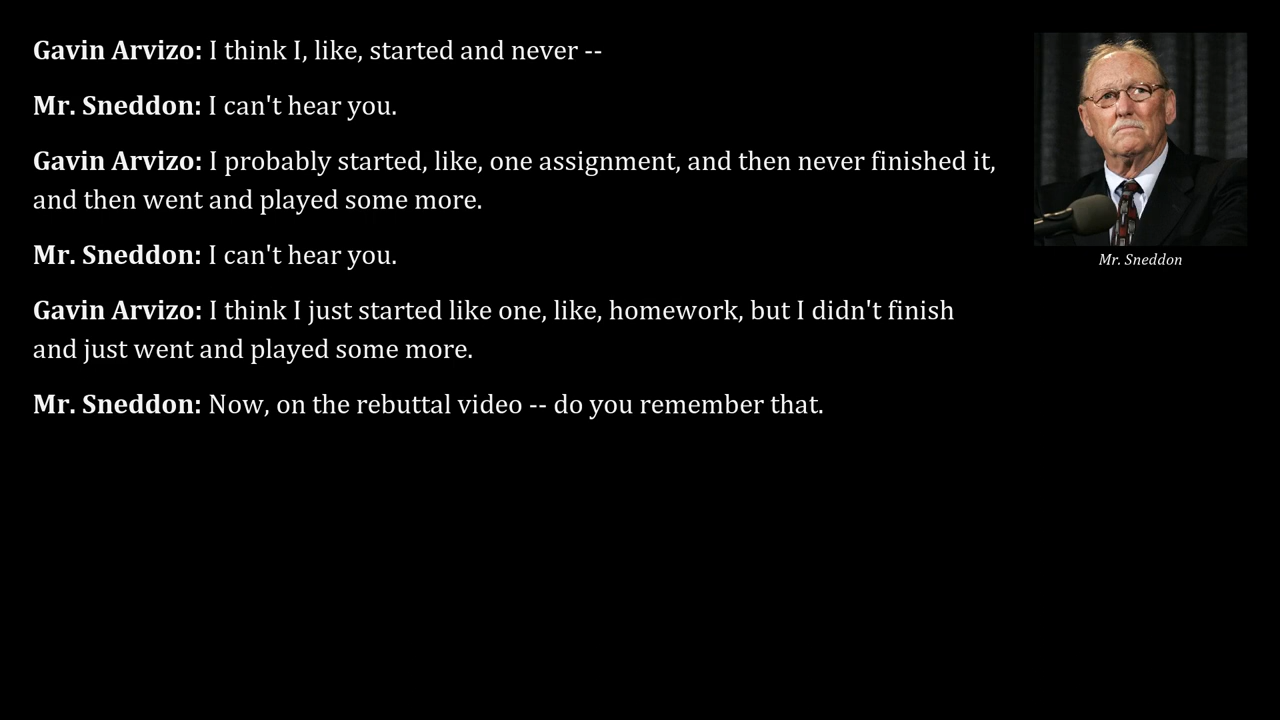 Gavin Arvizo: I think I, like, started and never --
Mr. Sneddon: I can't hear you.
Gavin Arvizo: I probably started, like, one assignment, and then never finished it,
and then went and played some more.
Mr. Sneddon: I can't hear you.
Gavin Arvizo: I think I just started like one, like, homework, but I didn't finish
and just went and played some more.
Mr. Sneddon: Now, on the rebuttal video -- do you remember that.
Mr. Sneddon